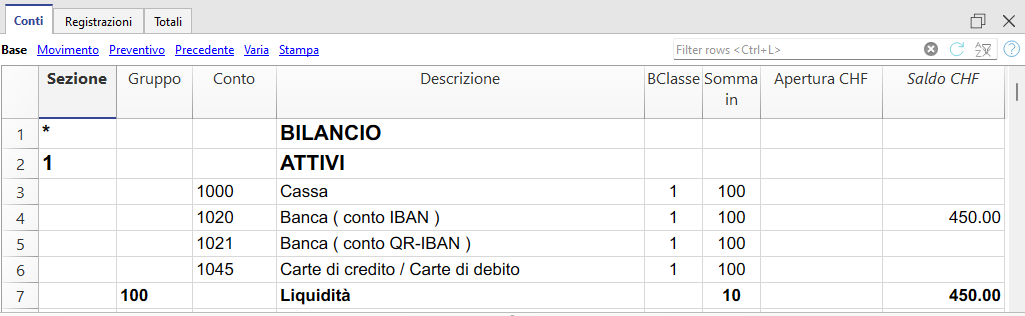 Conti Registrazioni Totali
Base Movimento Preventivo Precedente Varia Stampa Filter rows <Ctrl+L>
Sezione Gruppo Conto Descrizione BClasse Somma in Apertura CHF Saldo CHF
1 * BILANCIO
2 1 ATTIVI
3 1000 Cassa 1 100
4 1020 Banca ( conto IBAN ) 1 100 450.00
5 1021 Banca ( conto QR-IBAN ) 1 100
6 1045 Carte di credito / Carte di debito 1 100
7 100 Liquidità 10 450.00